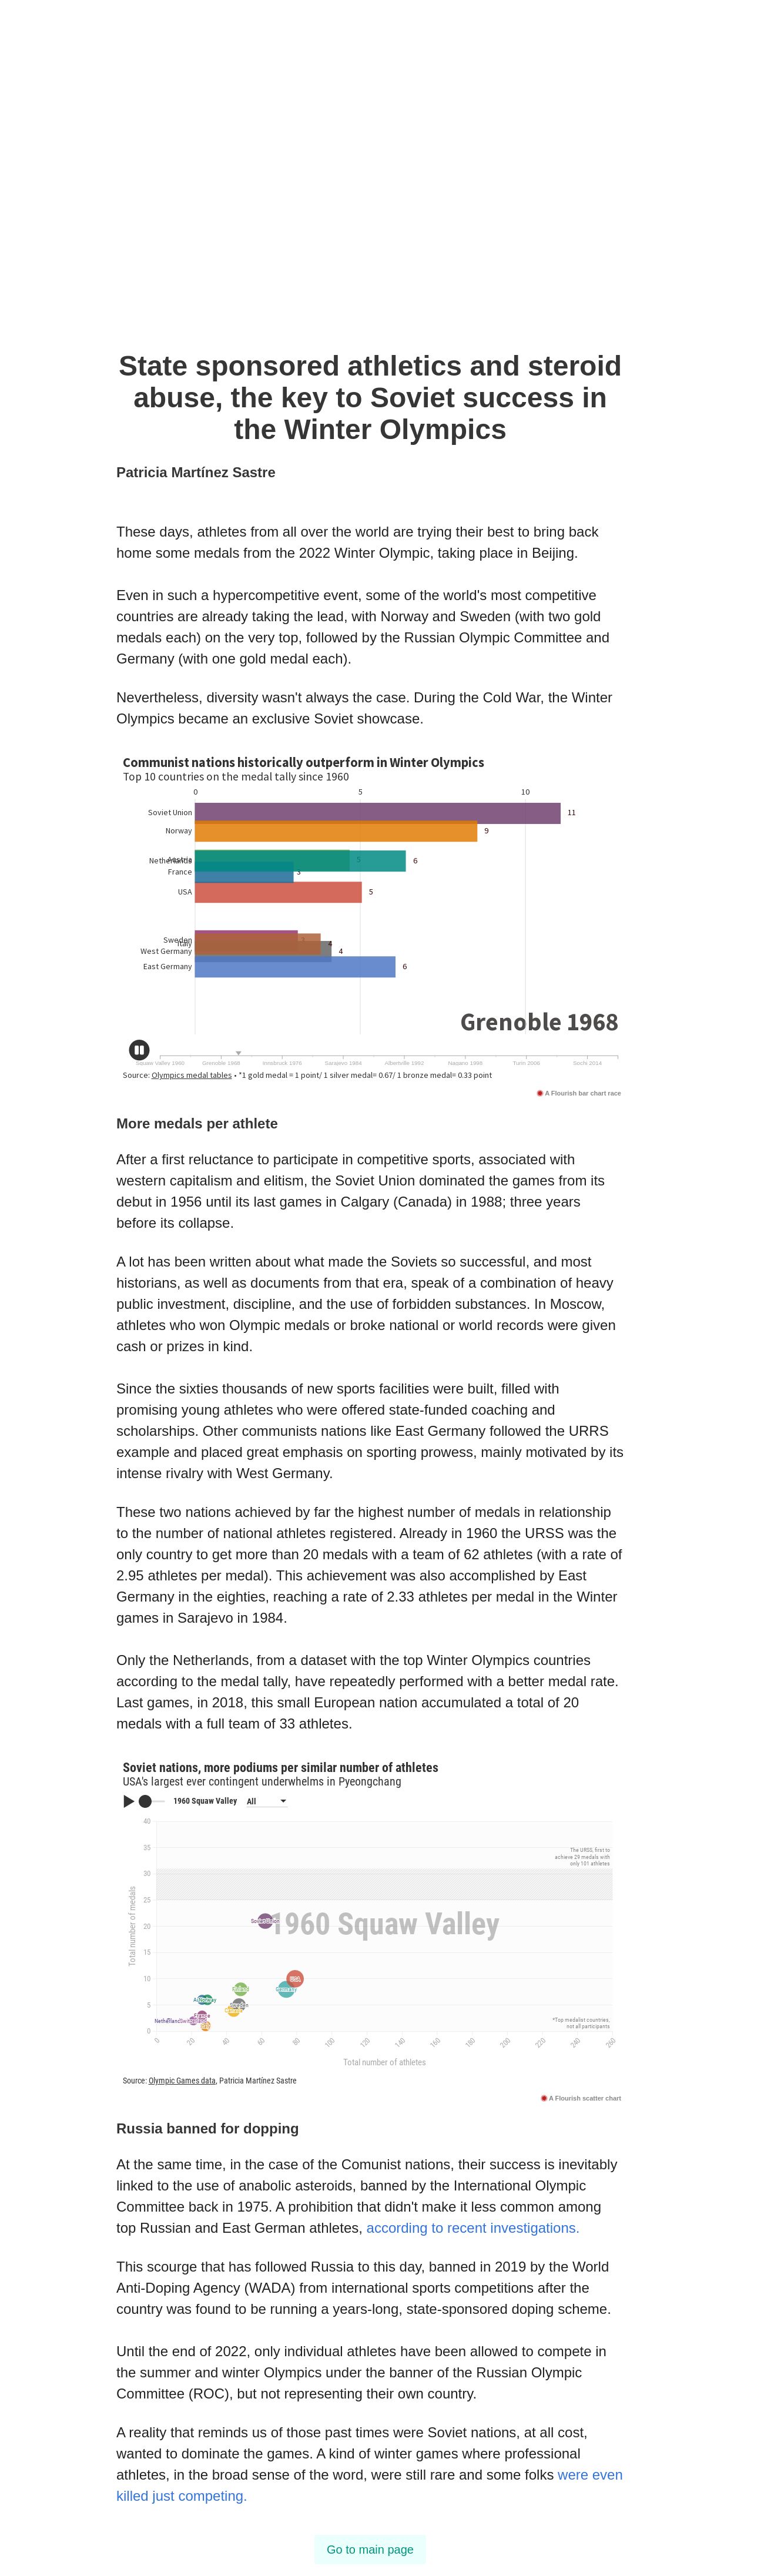 State sponsored athletics and steroid
abuse, the key to Soviet success in
the Winter Olympics
Patricia Martínez Sastre
These days, athletes from all over the world are trying their best to bring back
home some medals from the 2022 Winter Olympic, taking place in Beijing.
Even in such a hypercompetitive event, some of the world's most competitive
countries are already taking the lead, with Norway and Sweden (with two gold
medals each) on the very top, followed by the Russian Olympic Committee and
Germany (with one gold medal each).
Nevertheless, diversity wasn't always the case. During the Cold War, the Winter
Olympics became an exclusive Soviet showcase.
Communist nations historically outperform in Winter Olympics
Top 10 countries on the medal tally since 1960
0 5 10
Soviet Union 11
Norway 9
Netherlands 6
France 3
USA 5
Sweden
Italy 4
West Germany 4
East Germany 6
Grenoble 1968
Squaw Valley 1960 Grenoble 1968 Innsbruck 1976 Sarajevo 1984 Albertville 1992 Nagano 1998 Turin 2006 Sochi 2014
Source: Olympics medal tables • *1 gold medal = 1 point/ 1 silver medal= 0.67/ 1 bronze medal= 0.33 point
A Flourish bar chart race
More medals per athlete
After a first reluctance to participate in competitive sports, associated with
western capitalism and elitism, the Soviet Union dominated the games from its
debut in 1956 until its last games in Calgary (Canada) in 1988; three years
before its collapse.
A lot has been written about what made the Soviets so successful, and most
historians, as well as documents from that era, speak of a combination of heavy
public investment, discipline, and the use of forbidden substances. In Moscow,
athletes who won Olympic medals or broke national or world records were given
cash or prizes in kind.
Since the sixties thousands of new sports facilities were built, filled with
promising young athletes who were offered state-funded coaching and
scholarships. Other communists nations like East Germany followed the URRS
example and placed great emphasis on sporting prowess, mainly motivated by its
intense rivalry with West Germany.
These two nations achieved by far the highest number of medals in relationship
to the number of national athletes registered. Already in 1960 the URSS was the
only country to get more than 20 medals with a team of 62 athletes (with a rate of
2.95 athletes per medal). This achievement was also accomplished by East
Germany in the eighties, reaching a rate of 2.33 athletes per medal in the Winter
games in Sarajevo in 1984.
Only the Netherlands, from a dataset with the top Winter Olympics countries
according to the medal tally, have repeatedly performed with a better medal rate.
Last games, in 2018, this small European nation accumulated a total of 20
medals with a full team of 33 athletes.
Soviet nations, more podiums per similar number of athletes
USA's largest ever contingent underwhelms in Pyeongchang
1960 Squaw Valley All
40
35
The URSS, first to
achieve 29 medals with
only 101 athletes
30
25
1960 Squaw Valley
20
15
10
5
*Top medalist countries,
not all participants
0
0 20 40 60 80 100 120 140 160 180 200 220 240 260
Total number of medals
Total number of athletes
Source: Olympic Games data, Patricia Martínez Sastre
A Flourish scatter chart
Russia banned for dopping
At the same time, in the case of the Comunist nations, their success is inevitably
linked to the use of anabolic asteroids, banned by the International Olympic
Committee back in 1975. A prohibition that didn't make it less common among
top Russian and East German athletes, according to recent investigations.
This scourge that has followed Russia to this day, banned in 2019 by the World
Anti-Doping Agency (WADA) from international sports competitions after the
country was found to be running a years-long, state-sponsored doping scheme.
Until the end of 2022, only individual athletes have been allowed to compete in
the summer and winter Olympics under the banner of the Russian Olympic
Committee (ROC), but not representing their own country.
A reality that reminds us of those past times were Soviet nations, at all cost,
wanted to dominate the games. A kind of winter games where professional
athletes, in the broad sense of the word, were still rare and some folks were even
killed just competing.
Go to main page